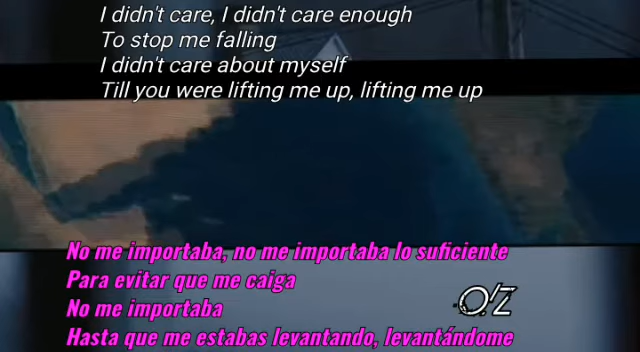 I didn't care, I didn't care enough
To stop me falling
I didn't care about myself
Till you were lifting me up, lifting me up
No me importaba, no me importaba lo suficiente
Para evitar que me caiga
No me importaba
Hasta que me estabas levantando, levantándome
O'Z